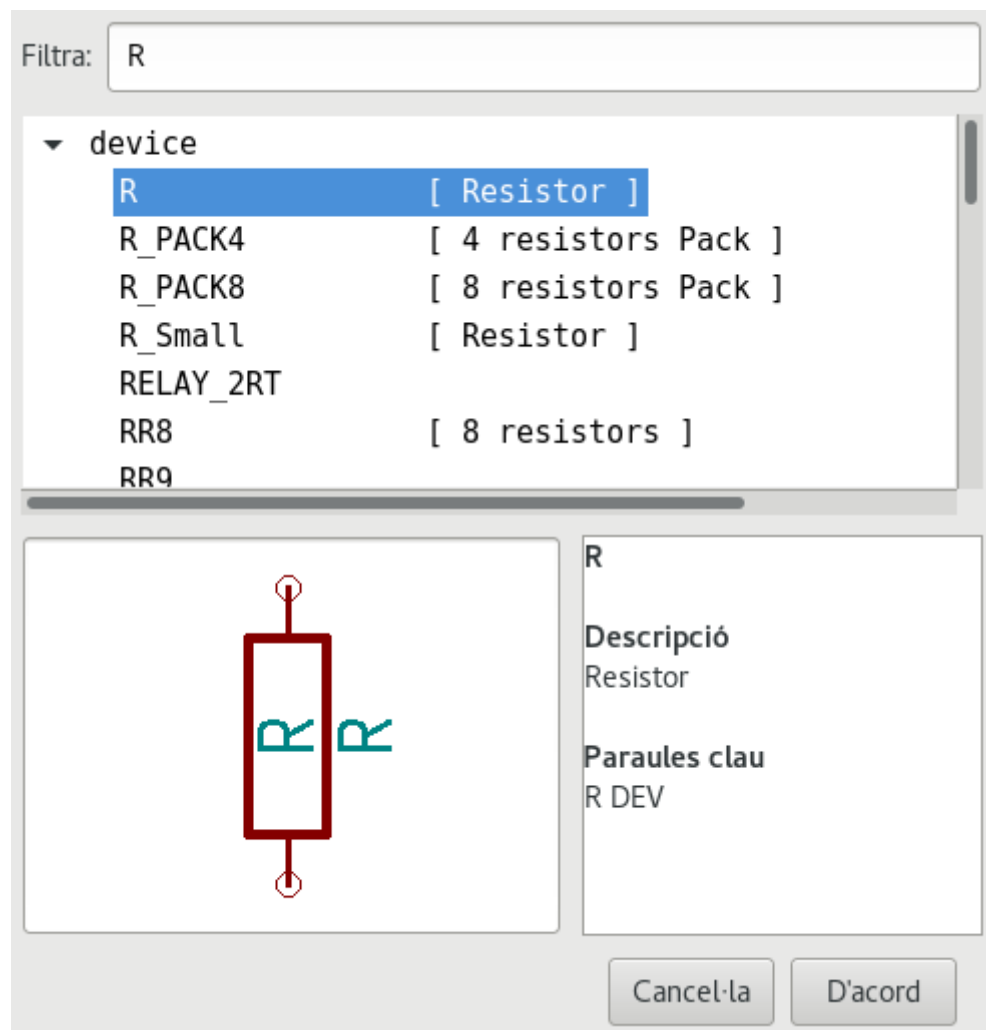 Filtra: R
device
R [ Resistor ]
R_PACK4 [ 4 resistors Pack ]
R_PACK8 [ 8 resistors Pack ]
R_Small [ Resistor ]
RELAY_2RT
RR8 [ 8 resistors ]
RR9
R R
R
Descripció
Resistor
Paraules clau
R DEV
Cancel·la D'acord